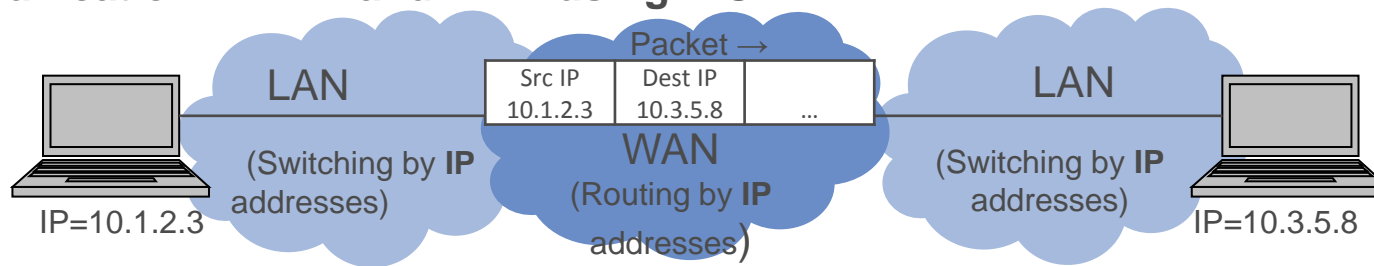 Packet →
Src IP Dest IP
10.1.2.3 10.3.5.8 ...
LAN
WAN
LAN
(Switching by IP
addresses)
(Routing by IP
addresses)
(Switching by IP
addresses)
IP=10.1.2.3
IP=10.3.5.8